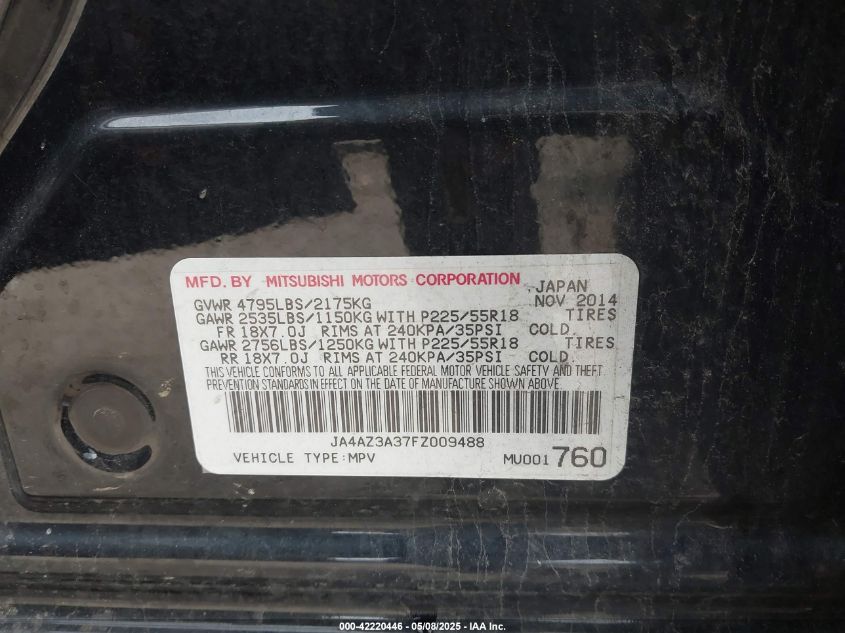 MFD. BY MITSUBISHI MOTORS CORPORATION JAPAN
GVWR 4795LBS/2175KG NOV 2014
GAWR 2535LBS/1150KG WITH P225/55R18 TIRES
FR 18X7.0J RIMS AT 240KPA/35PSI COLD.
GAWR 2756LBS/1250KG WITH P225/55R18 TIRES
RR 18X7.0J RIMS AT 240KPA/35PSI COLD.
THIS VEHICLE CONFORMS TO ALL APPLICABLE FEDERAL MOTOR VEHICLE SAFETY AND THEFT
PREVENTION STANDARDS IN EFFECT ON THE DATE OF MANUFACTURE SHOWN ABOVE.
JA4AZ3A37FZ009488
VEHICLE TYPE:MPV MU001760
000-42220446 - 05/08/2025 - IAA Inc.